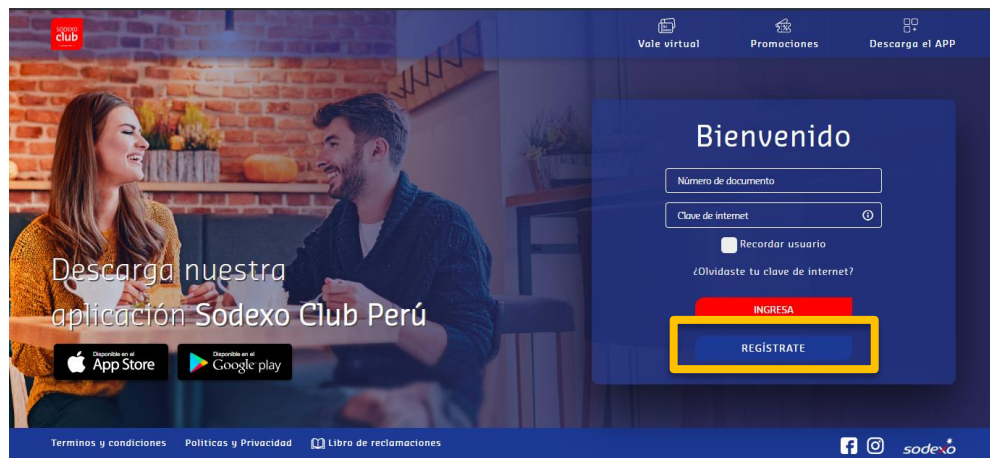 SODEXO
club
Vale virtual
Promociones
Descarga el APP
Bienvenido
Número de documento
Clave de internet
Recordar usuario
¿Olvidaste tu clave de internet?
INGRESA
REGÍSTRATE
Descarga nuestra
aplicación Sodexo Club Perú
Disponible en el
App Store
Disponible en el
Google play
Terminos y condiciones
Politicas y Privacidad
Libro de reclamaciones
sodexo